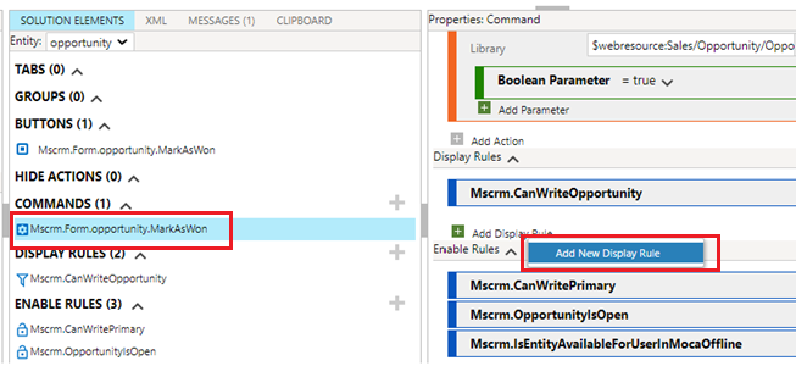 SOLUTION ELEMENTS XML MESSAGES (1) CLIPBOARD
Entity: opportunity
TABS (0)
GROUPS (0)
BUTTONS (1)
Mscrm.Form.opportunity.MarkAsWon
HIDE ACTIONS (0)
COMMANDS (1)
Mscrm.Form.opportunity.MarkAsWon
DISPLAY RULES (2)
Mscrm.CanWriteOpportunity
ENABLE RULES (3)
Mscrm.CanWritePrimary
Mscrm.OpportunityIsOpen
Properties: Command
Library $webresource:Sales/Opportunity/Oppo
Boolean Parameter = true
Add Parameter
Add Action
Display Rules
Mscrm.CanWriteOpportunity
Add Display Rule
Enable Rules
Add New Display Rule
Mscrm.CanWritePrimary
Mscrm.OpportunityIsOpen
Mscrm.IsEntityAvailableForUserInMocaOffline